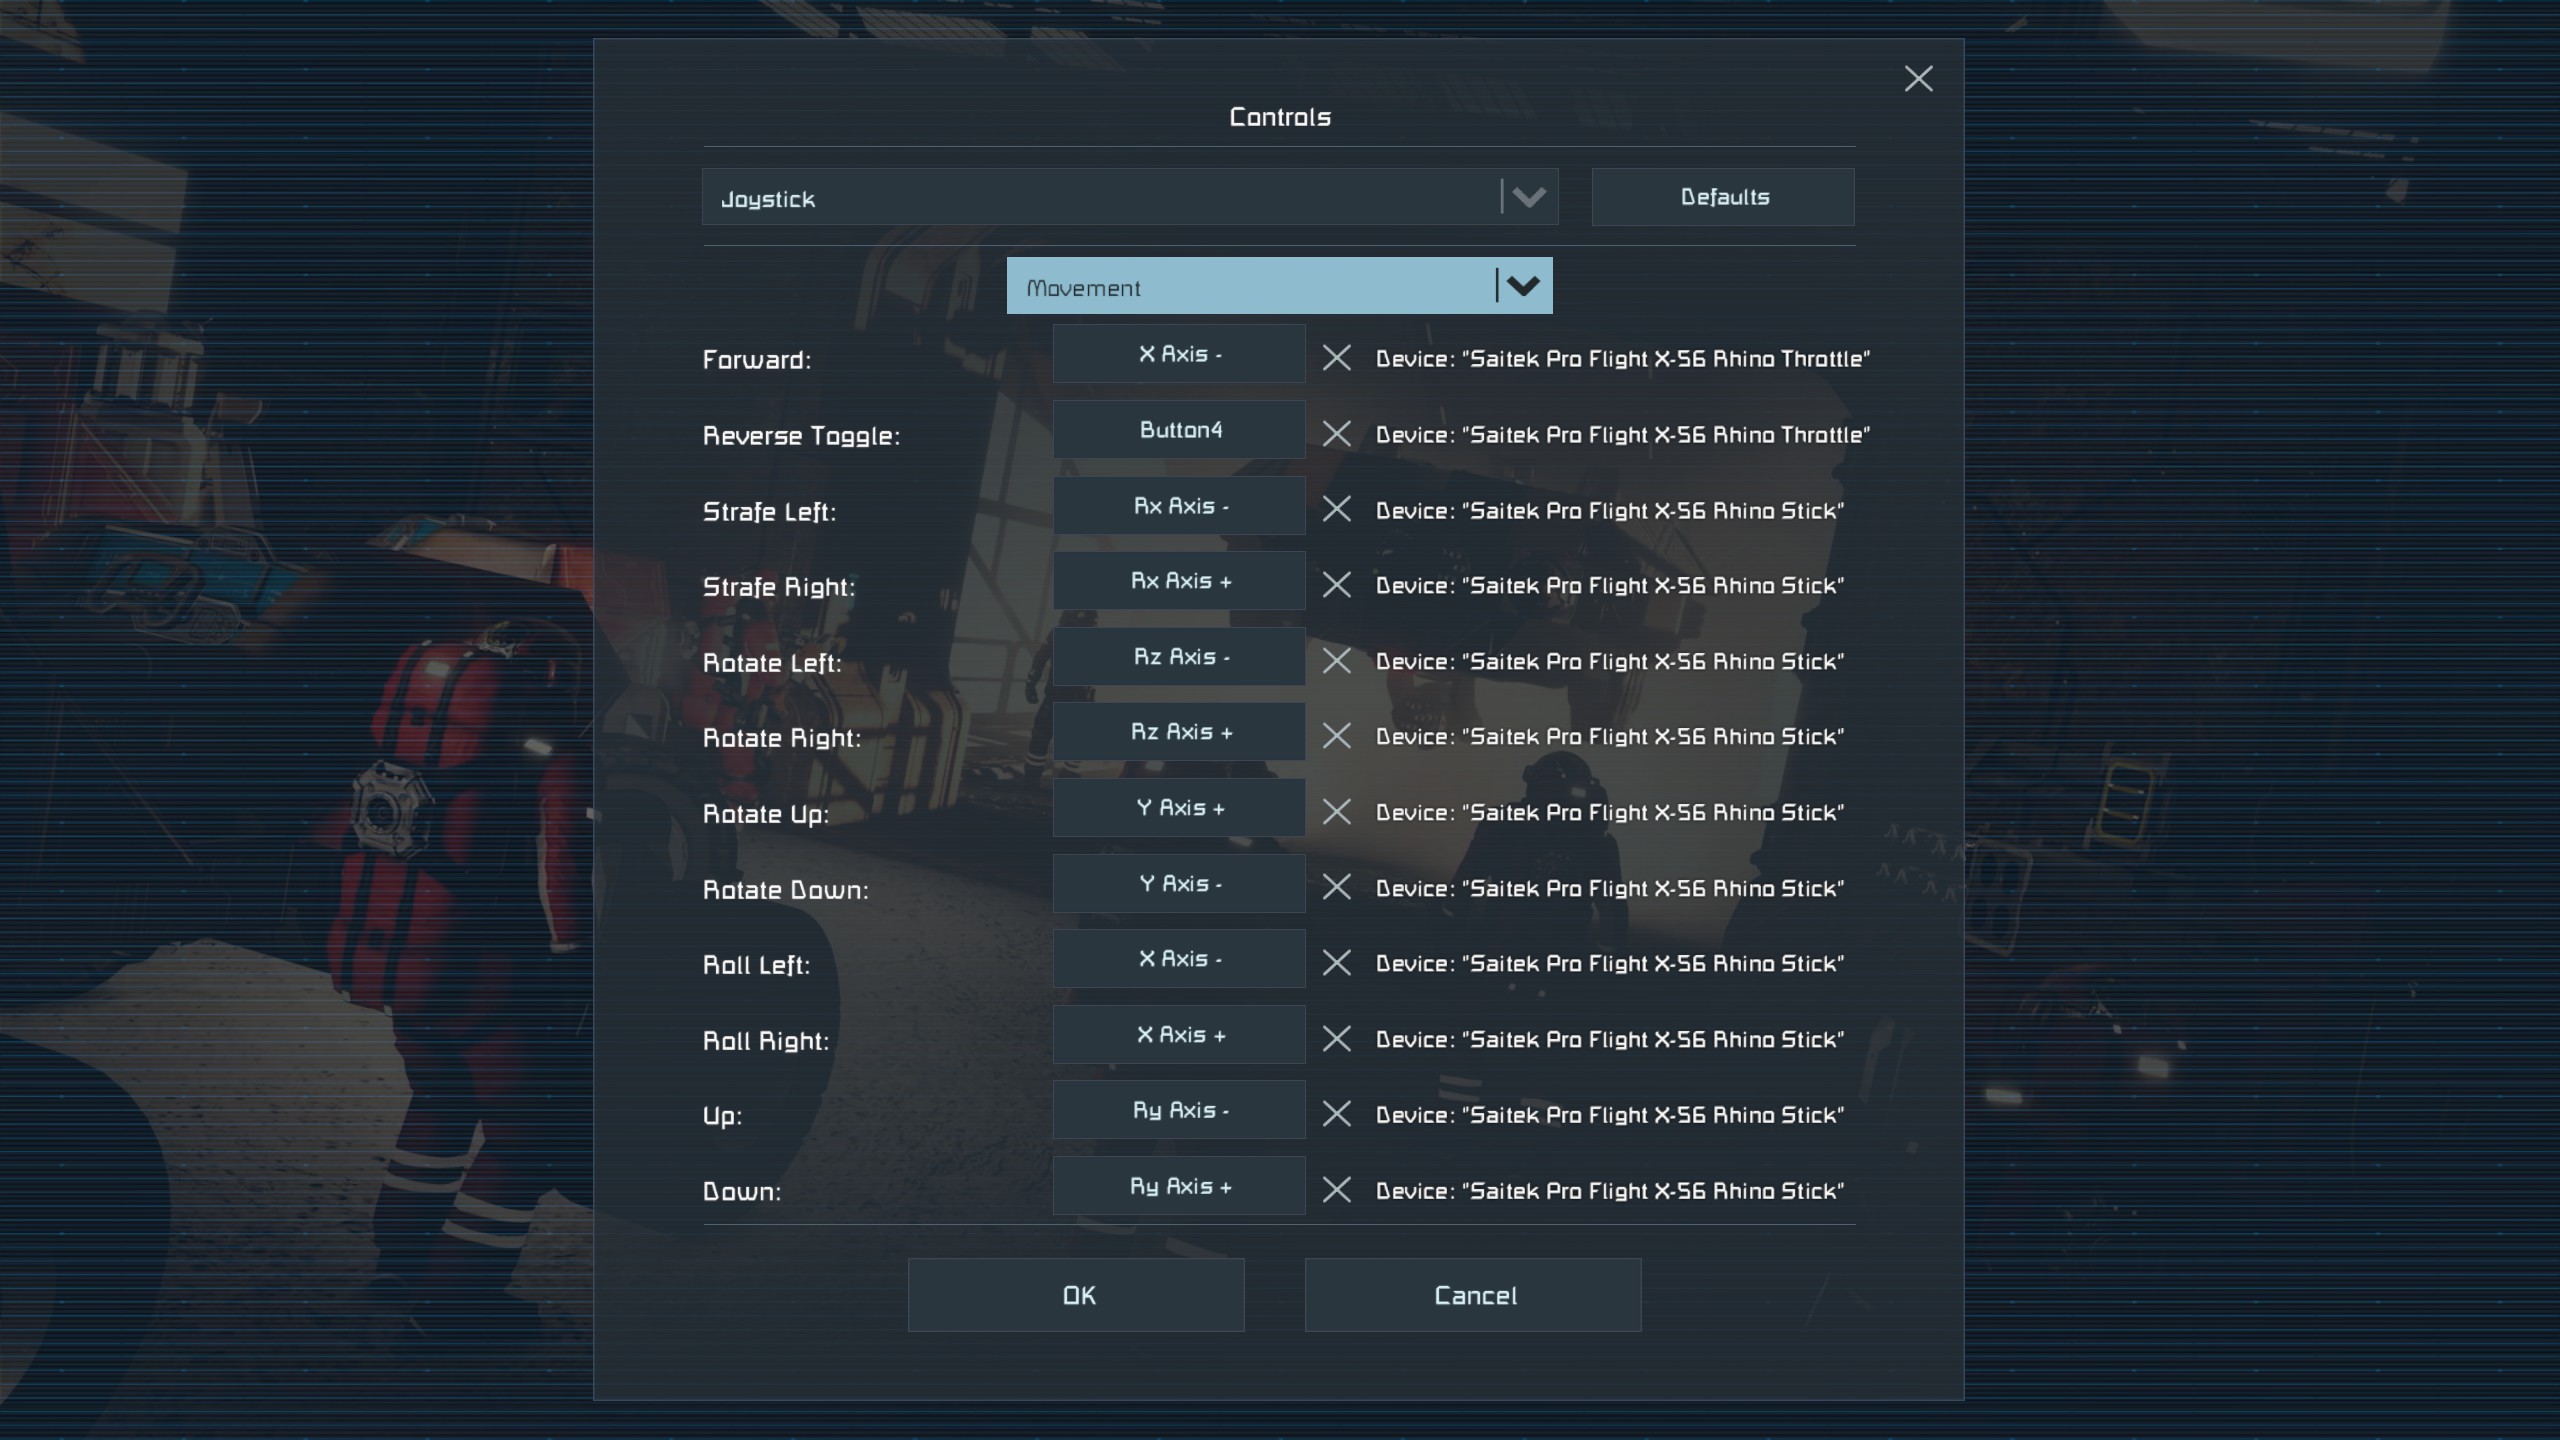 Controls
Joystick
Defaults
Movement
Forward: X Axis - Device: "Saitek Pro Flight X-56 Rhino Throttle"
Reverse Toggle: Button4 Device: "Saitek Pro Flight X-56 Rhino Throttle"
Strafe Left: Rx Axis - Device: "Saitek Pro Flight X-56 Rhino Stick"
Strafe Right: Rx Axis + Device: "Saitek Pro Flight X-56 Rhino Stick"
Rotate Left: Rz Axis - Device: "Saitek Pro Flight X-56 Rhino Stick"
Rotate Right: Rz Axis + Device: "Saitek Pro Flight X-56 Rhino Stick"
Rotate Up: Y Axis + Device: "Saitek Pro Flight X-56 Rhino Stick"
Rotate Down: Y Axis - Device: "Saitek Pro Flight X-56 Rhino Stick"
Roll Left: X Axis - Device: "Saitek Pro Flight X-56 Rhino Stick"
Roll Right: X Axis + Device: "Saitek Pro Flight X-56 Rhino Stick"
Up: Ry Axis - Device: "Saitek Pro Flight X-56 Rhino Stick"
Down: Ry Axis + Device: "Saitek Pro Flight X-56 Rhino Stick"
OK
Cancel